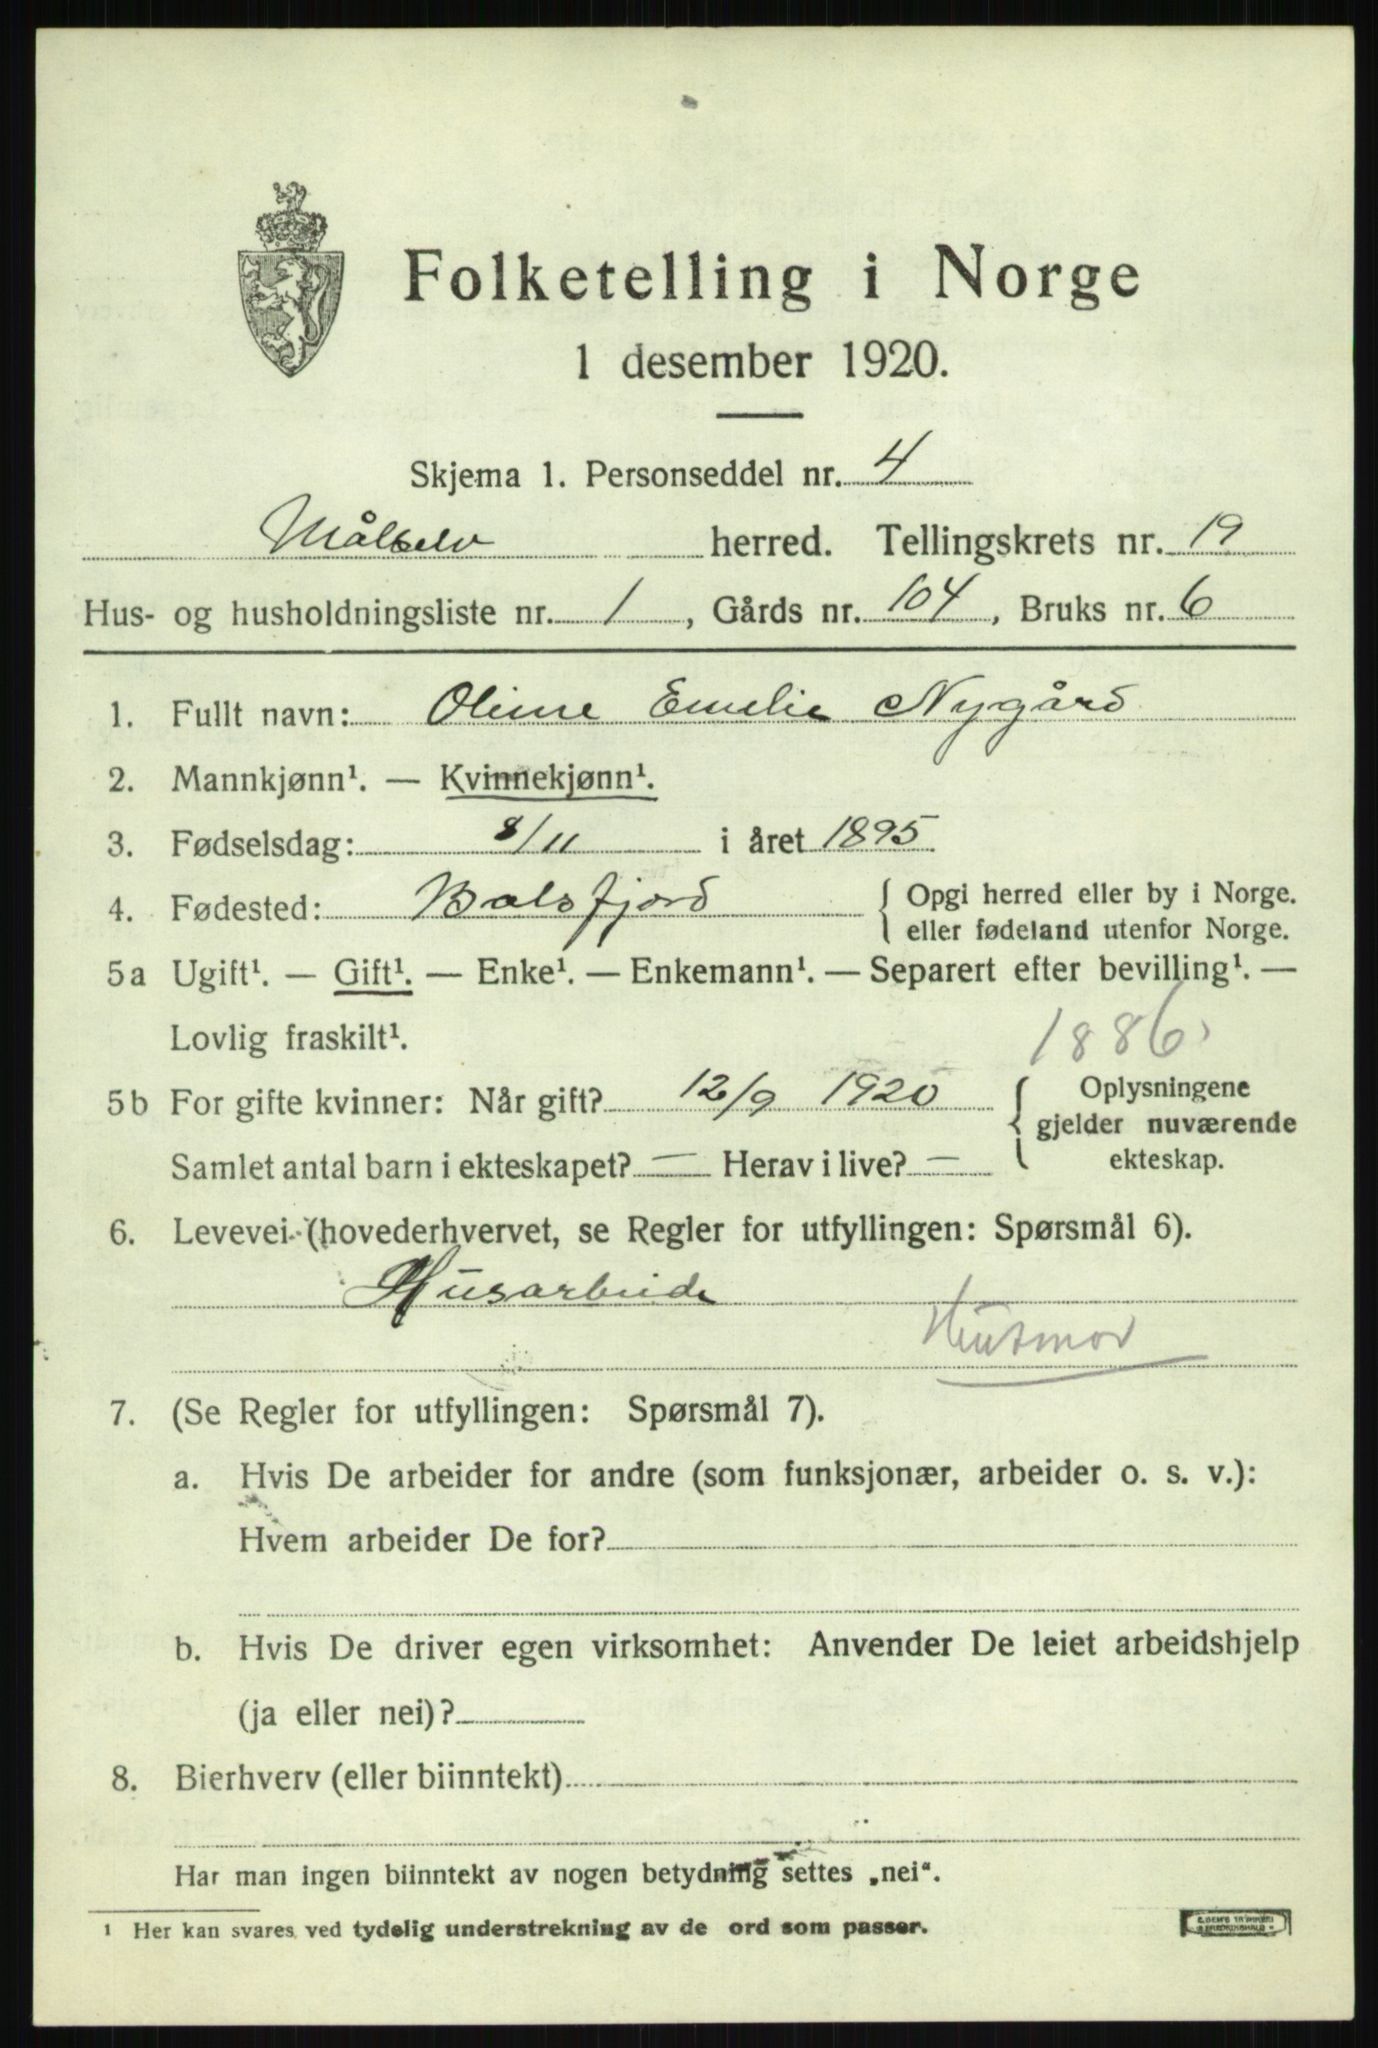 Folketelling i Norge
1 desember 1920.
Skjema 1. Personseddel nr. 4
Målselv herred. Tellingskrets nr. 19
Hus- og husholdningsliste nr. 1, Gårds nr. 104, Bruks nr. 6
1. Fullt navn: Oline Emelie Nygård
2. Mannkjønn¹. — Kvinnekjønn¹.
3. Fødselsdag: 8/11 i året 1895
4. Fødested: Balsfjord { Opgi herred eller by i Norge.
eller fødeland utenfor Norge.
5a Ugift¹. — Gift¹. — Enke¹. — Enkemann¹. — Separert efter bevilling¹. —
Lovlig fraskilt¹. 1886
5b For gifte kvinner: Når gift? 12/9 1920 { Oplysningene
gjelder nuværende
Samlet antal barn i ekteskapet? — Herav i live? — ekteskap.
6. Levevei (hovederhvervet, se Regler for utfyllingen: Spørsmål 6).
Husarbeide
Husmor
7. (Se Regler for utfyllingen: Spørsmål 7).
a. Hvis De arbeider for andre (som funksjonær, arbeider o. s. v.):
Hvem arbeider De for?
b. Hvis De driver egen virksomhet: Anvender De leiet arbeidshjelp
(ja eller nei)?
8. Bierhverv (eller biinntekt)
Har man ingen biinntekt av nogen betydning settes „nei“.
¹ Her kan svares ved tydelig understrekning av de ord som passer.